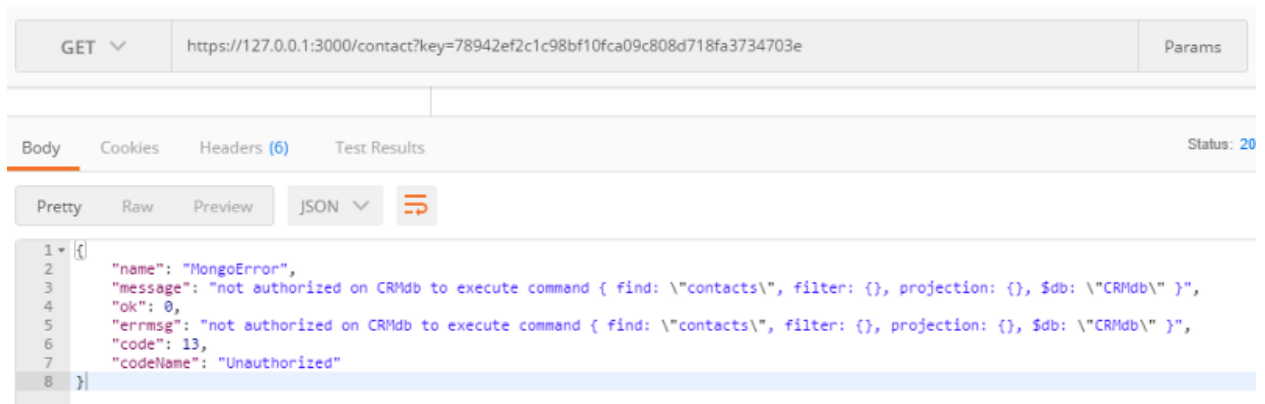 GET https://127.0.0.1:3000/contact?key=78942ef2c1c98bf10fca09c808d718fa3734703e Params
Body Cookies Headers (6) Test Results Status: 20
Pretty Raw Preview JSON
1 {
2 "name": "MongoError",
3 "message": "not authorized on CRMdb to execute command { find: \"contacts\", filter: {}, projection: {}, $db: \"CRMdb\" }",
4 "ok": 0,
5 "errmsg": "not authorized on CRMdb to execute command { find: \"contacts\", filter: {}, projection: {}, $db: \"CRMdb\" }",
6 "code": 13,
7 "codeName": "Unauthorized"
8 }